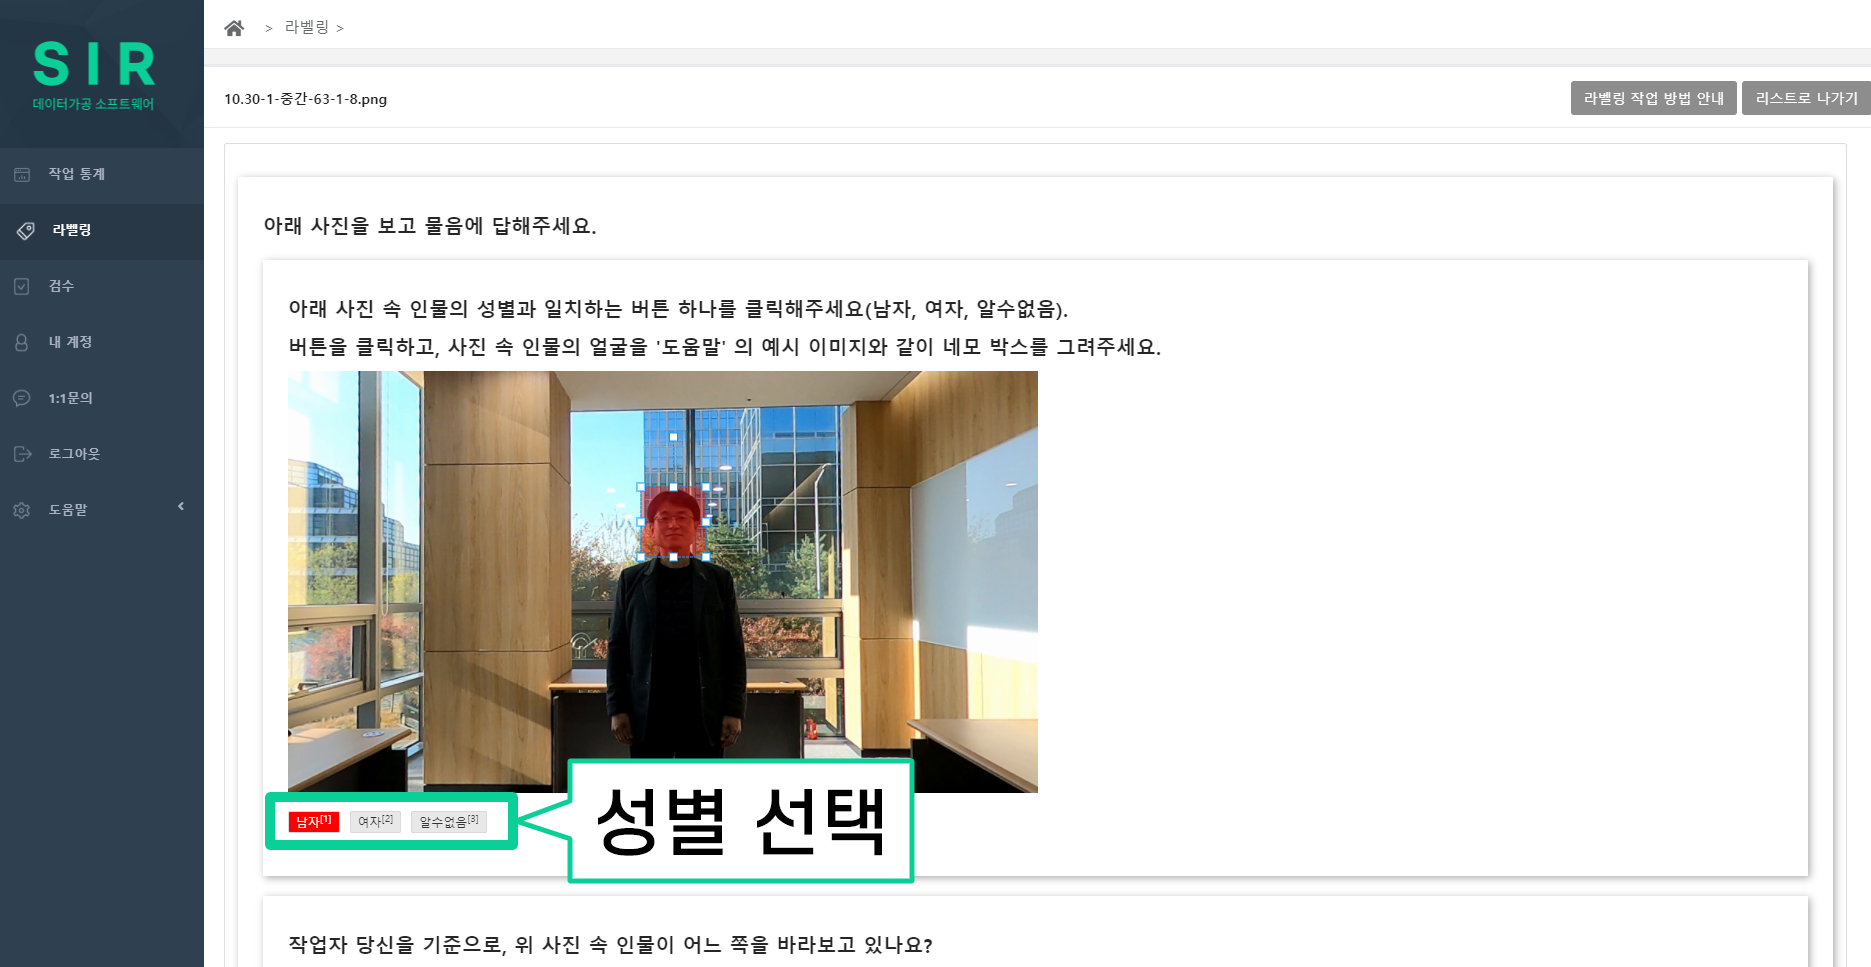 SIR
데이터가공 소프트웨어
작업 통계
라벨링
검수
내 계정
1:1문의
로그아웃
도움말
> 라벨링 >
10.30-1-중간-63-1-8.png
라벨링 작업 방법 안내
리스트로 나가기
아래 사진을 보고 물음에 답해주세요.
아래 사진 속 인물의 성별과 일치하는 버튼 하나를 클릭해주세요(남자, 여자, 알수없음).
버튼을 클릭하고, 사진 속 인물의 얼굴을 '도움말' 의 예시 이미지와 같이 네모 박스를 그려주세요.
남자[1] 여자[2] 알수없음[3]
성별 선택
작업자 당신을 기준으로, 위 사진 속 인물이 어느 쪽을 바라보고 있나요?